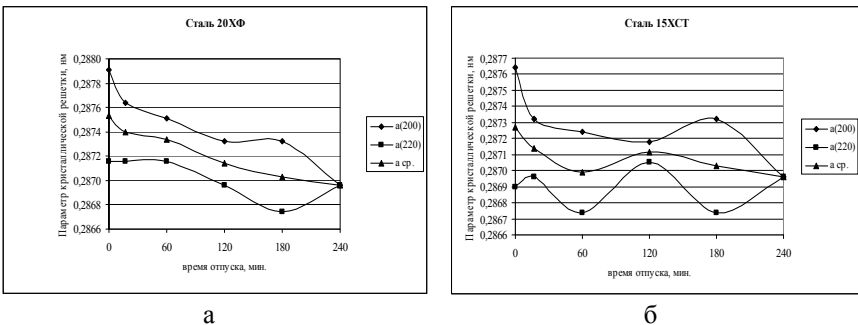 Сталь 20ХФ
Параметр кристаллической решетки, нм
0,2880
0,2878
0,2876
0,2874
0,2872
0,2870
0,2868
0,2866
0 60 120 180 240
время отпуска, мин.
а(200)
а(220)
а ср.
а
Сталь 15ХСТ
Параметр кристаллической решетки, нм
0,2877
0,2876
0,2875
0,2874
0,2873
0,2872
0,2871
0,2870
0,2869
0,2868
0,2867
0,2866
0 60 120 180 240
время отпуска, мин.
а(200)
а(220)
а ср.
б